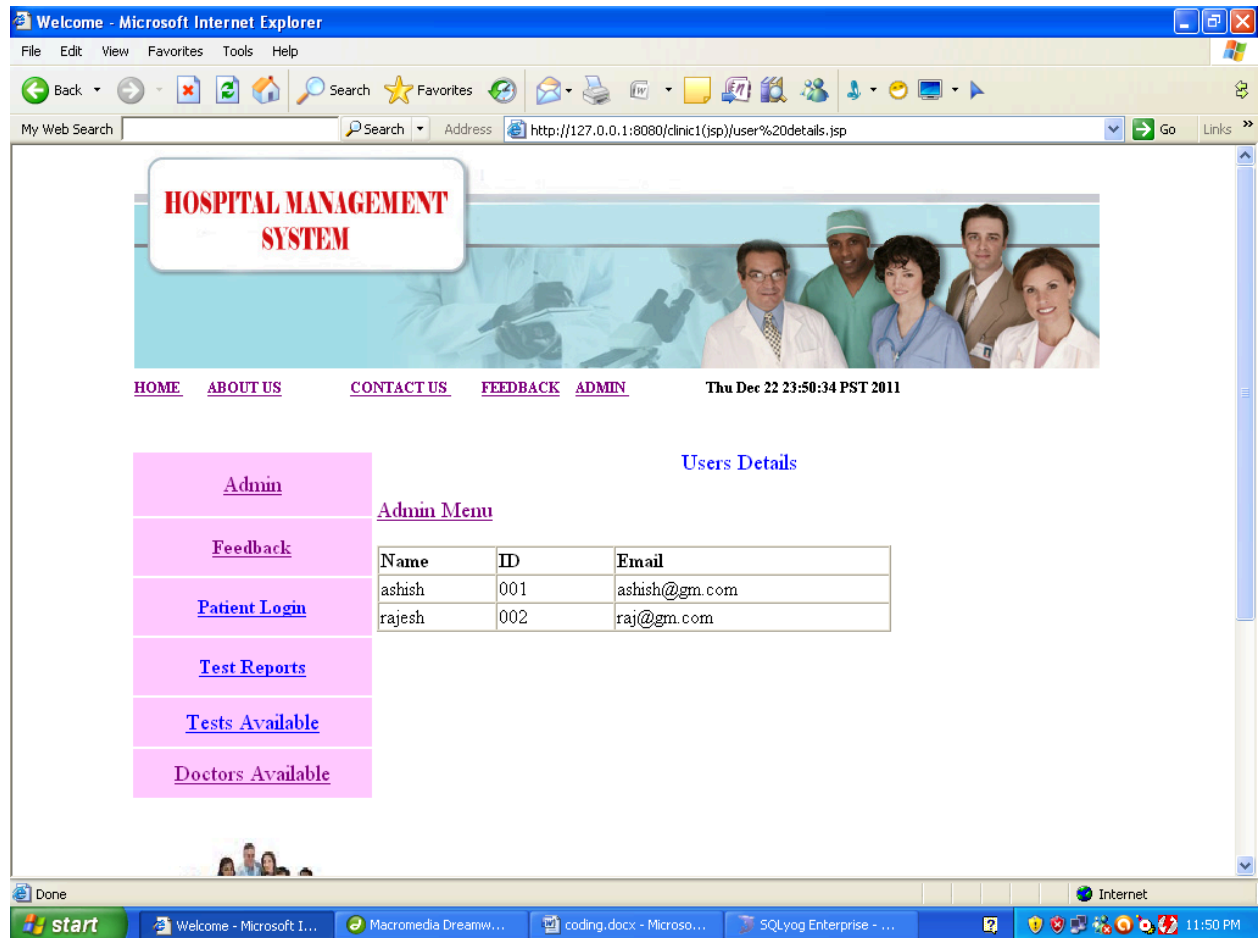 Welcome - Microsoft Internet Explorer
File Edit View Favorites Tools Help
Back Search Favorites
My Web Search Search Address http://127.0.0.1:8080/clinic1(jsp)/user%20details.jsp Go Links »
HOSPITAL MANAGEMENT
SYSTEM
HOME ABOUT US CONTACT US FEEDBACK ADMIN Thu Dec 22 23:50:34 PST 2011
Users Details
Admin
Admin Menu
Feedback
Name ID Email
ashish 001 ashish@gm.com
Patient Login
rajesh 002 raj@gm.com
Test Reports
Tests Available
Doctors Available
Done Internet
start Welcome - Microsoft I... Macromedia Dreamw... coding.docx - Microso... SQLyog Enterprise - ... 11:50 PM